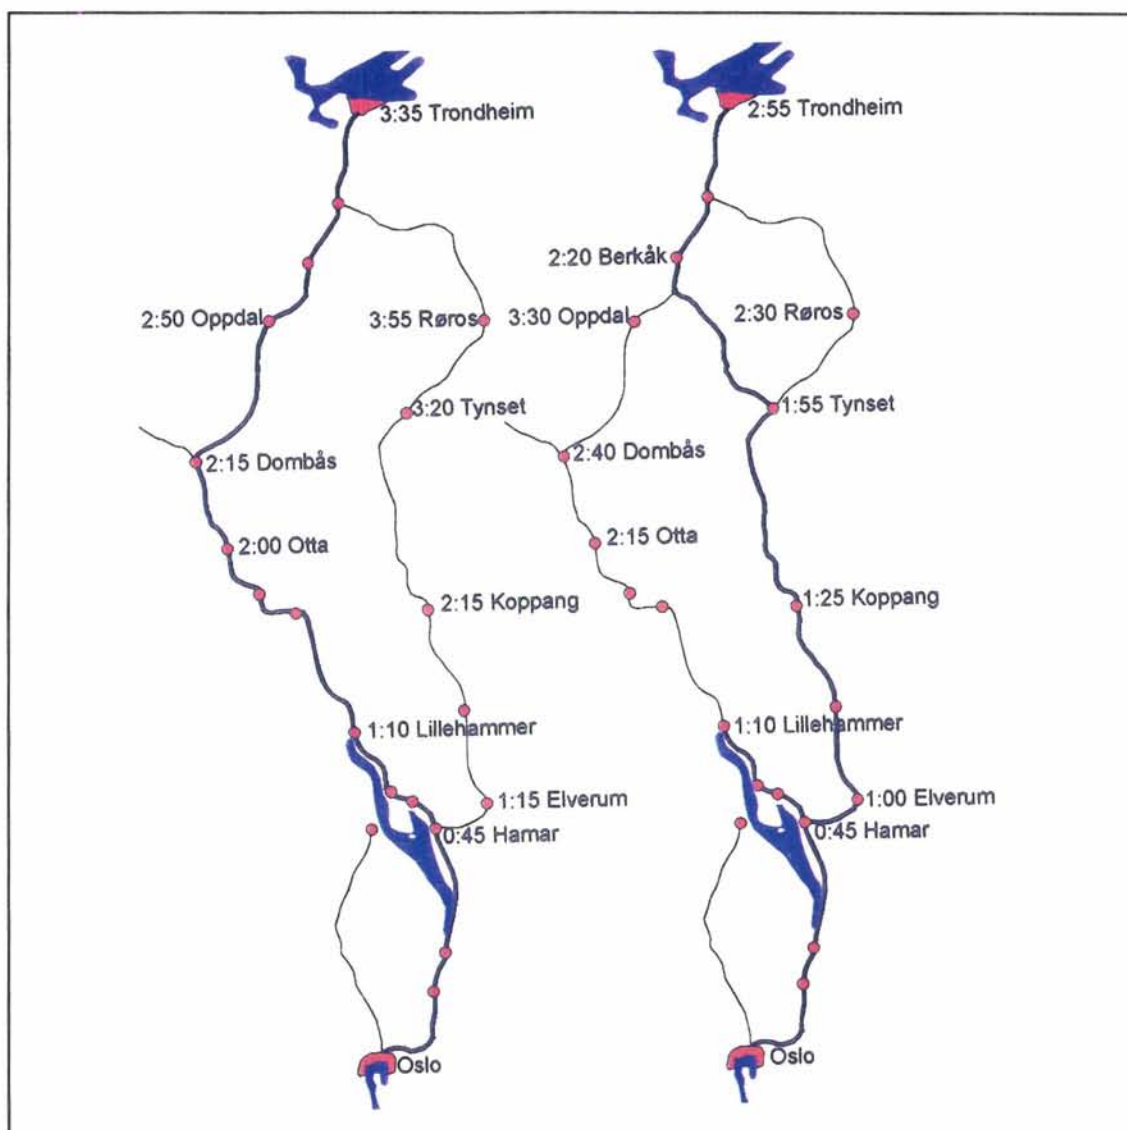 3:35 Trondheim
2:50 Oppdal
3:55 Røros
3:20 Tynset
2:15 Dombås
2:00 Otta
2:15 Koppang
1:10 Lillehammer
1:15 Elverum
0:45 Hamar
Oslo
2:55 Trondheim
2:20 Berkåk
3:30 Oppdal
2:30 Røros
1:55 Tynset
2:40 Dombås
2:15 Otta
1:25 Koppang
1:10 Lillehammer
1:00 Elverum
0:45 Hamar
Oslo